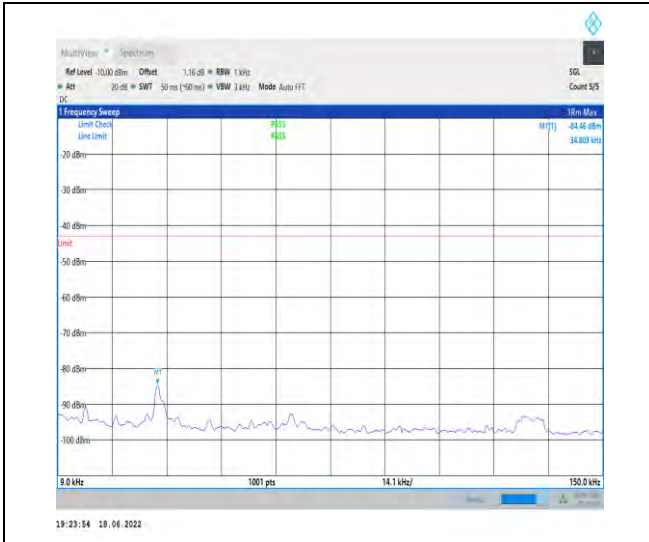 MultiView Spectrum
Ref Level -10.00 dBm Offset 1.16 dB RBW 1 kHz SGL
Att 20 dB SWT 50 ms (~60 ms) VBW 3 kHz Mode Auto FFT Count 5/5
DC
1 Frequency Sweep 1Rm Max
Limit Check PASS M1[1] -84.46 dBm
Line Limit PASS 34.803 kHz
-20 dBm
-30 dBm
-40 dBm
Limit
-50 dBm
-60 dBm
-70 dBm
-80 dBm
M1
-90 dBm
-100 dBm
9.0 kHz 1001 pts 14.1 kHz/ 150.0 kHz
19:23:54 18.06.2022